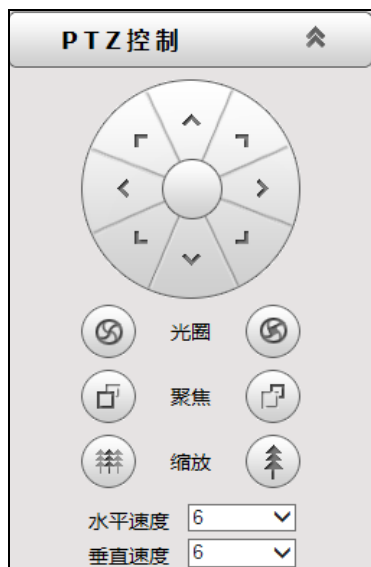 PTZ控制
光圈
聚焦
缩放
水平速度 6
垂直速度 6